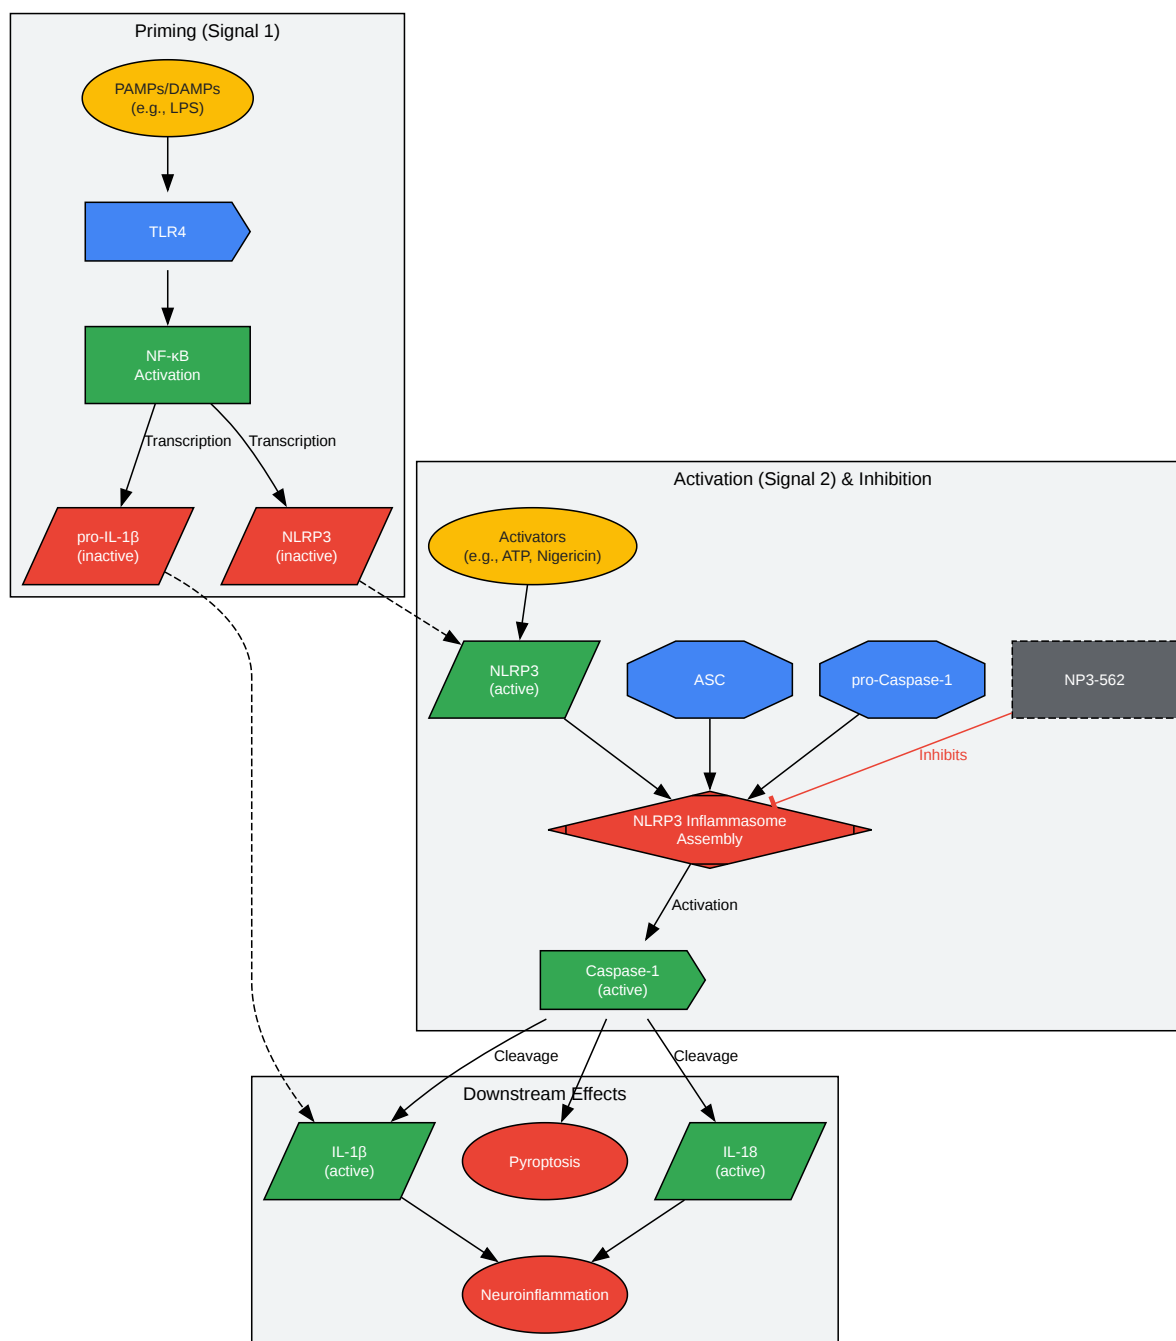 Priming (Signal 1)
PAMPs/DAMPs
(e.g., LPS)
TLR4
NF-κB
Activation
Transcription
Transcription
pro-IL-1β
(inactive)
NLRP3
(inactive)
Activation (Signal 2) & Inhibition
Activators
(e.g., ATP, Nigericin)
NLRP3
(active)
ASC
pro-Caspase-1
NP3-562
Inhibits
NLRP3 Inflammasome
Assembly
Activation
Caspase-1
(active)
Cleavage
Cleavage
Downstream Effects
IL-1β
(active)
Pyroptosis
IL-18
(active)
Neuroinflammation